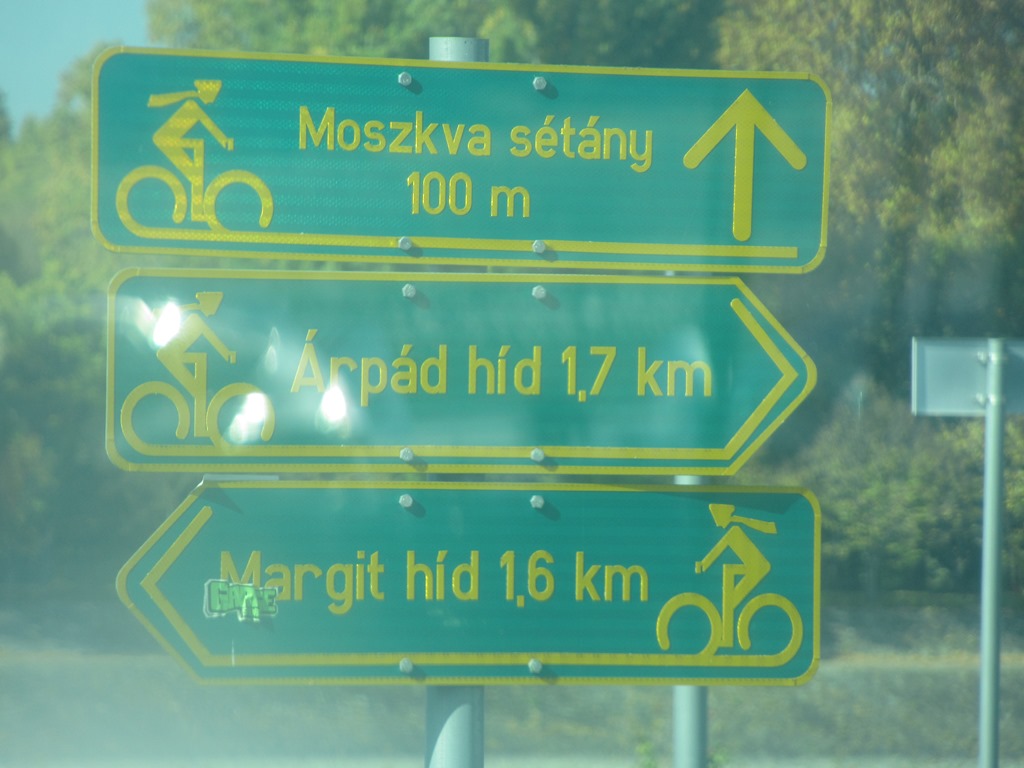 Moszkva sétány
100 m
Árpád híd 1,7 km
Margit híd 1,6 km